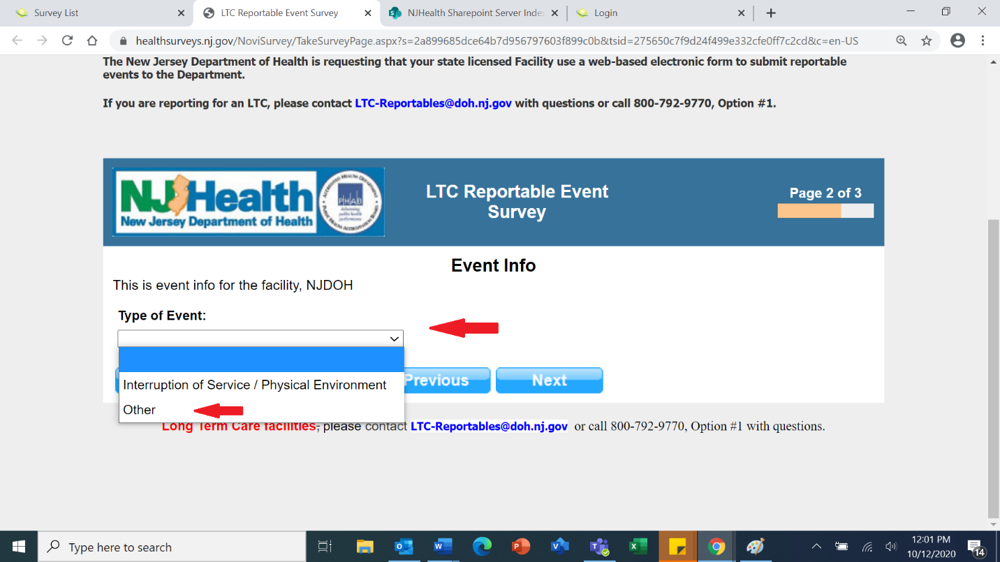 Survey List
LTC Reportable Event Survey
NJHealth Sharepoint Server Inde
Login
healthsurveys.nj.gov/NoviSurvey/TakeSurveyPage.aspx?s=2a899685dce64b7d956797603f899c0b&tsid=275650c7f9d24f499e332cfe0ff7c2cd&c=en-US
The New Jersey Department of Health is requesting that your state licensed Facility use a web-based electronic form to submit reportable
events to the Department.
If you are reporting for an LTC, please contact LTC-Reportables@doh.nj.gov with questions or call 800-792-9770, Option #1.
NJHealth
New Jersey Department of Health
PHAB
Advancing
public health
performance
LTC Reportable Event
Survey
Page 2 of 3
Event Info
This is event info for the facility, NJDOH
Type of Event:
Interruption of Service / Physical Environment
Other
Previous
Next
Long Term Care facilities, please contact LTC-Reportables@doh.nj.gov or call 800-792-9770, Option #1 with questions.
Type here to search
12:01 PM
10/12/2020
14